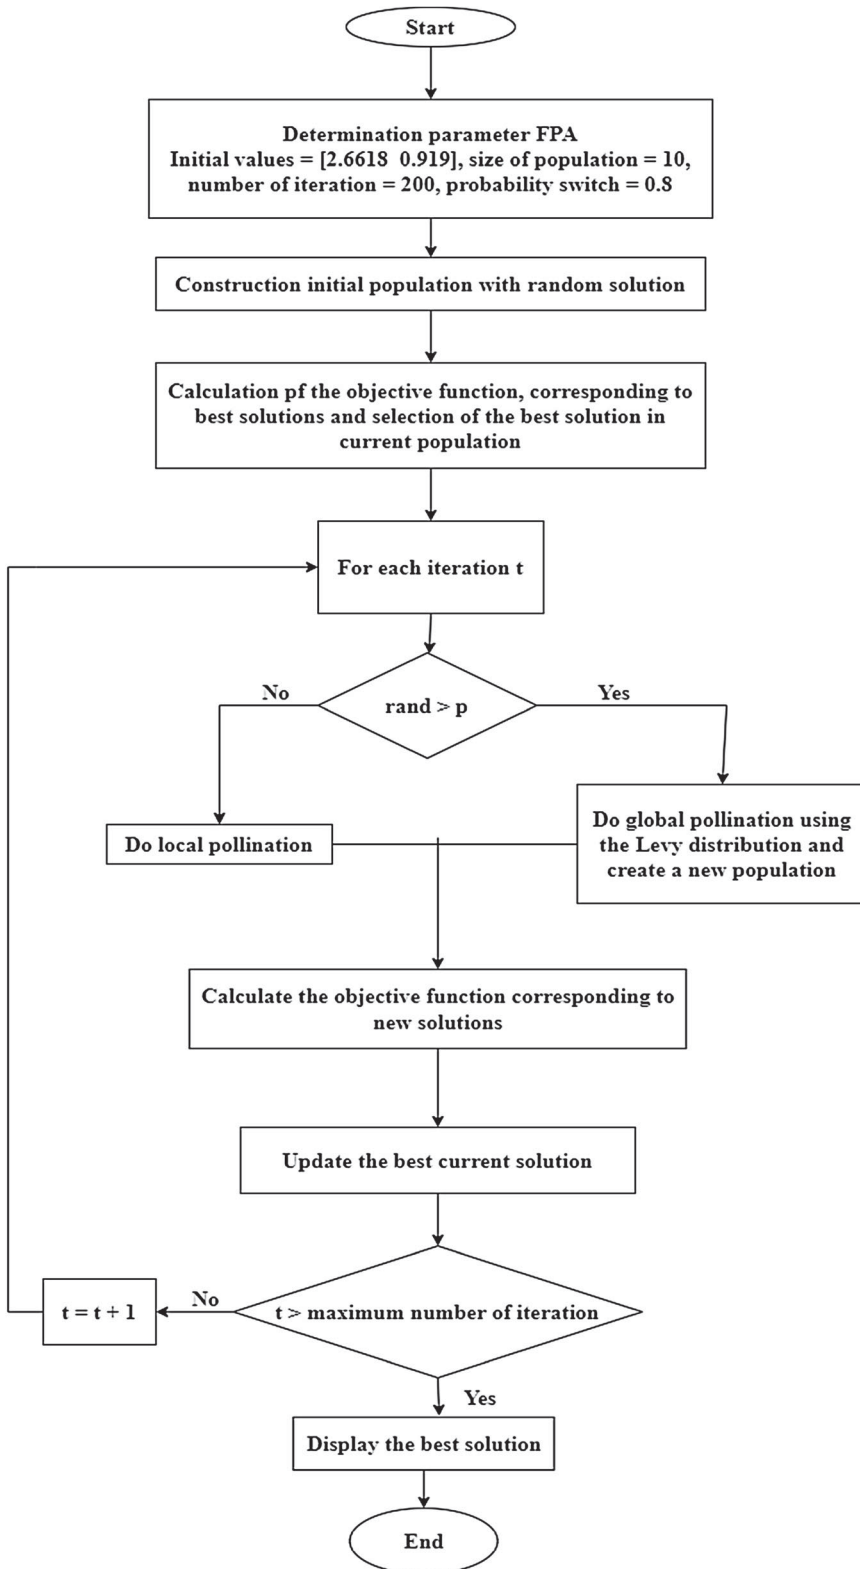 Start
Determination parameter FPA
Initial values = [2.6618 0.919], size of population = 10,
number of iteration = 200, probability switch = 0.8
Construction initial population with random solution
Calculation pf the objective function, corresponding to
best solutions and selection of the best solution in
current population
For each iteration t
No
rand > p
Yes
Do local pollination
Do global pollination using
the Levy distribution and
create a new population
Calculate the objective function corresponding to
new solutions
Update the best current solution
t = t + 1
No
t > maximum number of iteration
Yes
Display the best solution
End